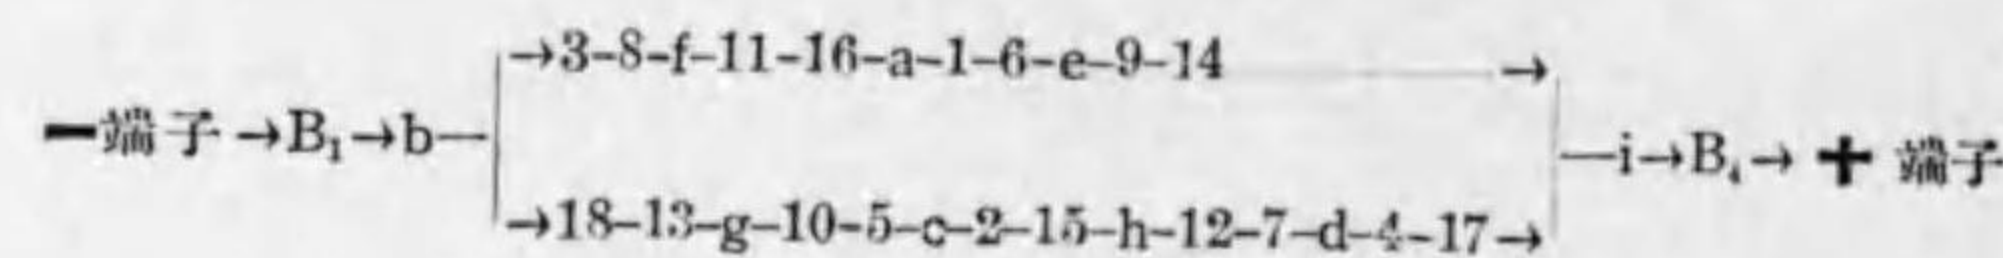 →3-8-f-11-16-a-1-6-e-9-14 →
━端子→B₁→b— —i→B₄→ ＋ 端子
→18-13-g-10-5-c-2-15-h-12-7-d-4-17→